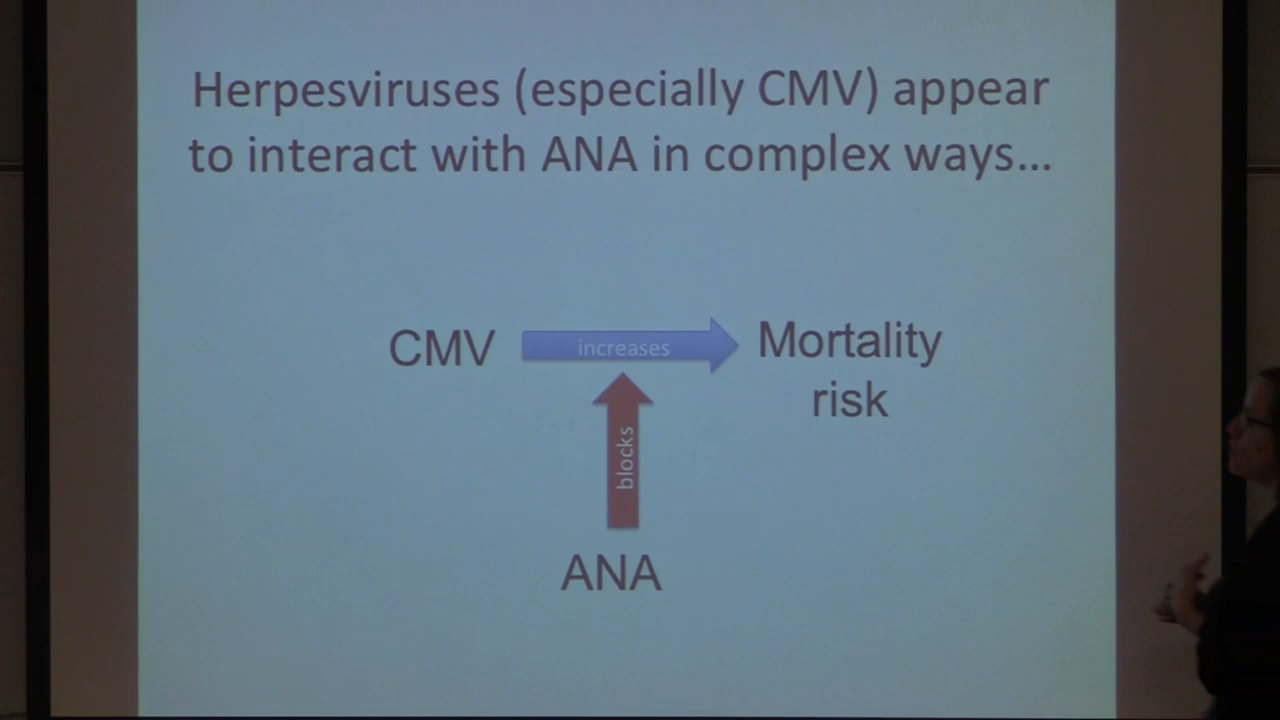 Herpesviruses (especially CMV) appear
to interact with ANA in complex ways...
CMV
increases
Mortality
risk
blocks
ANA